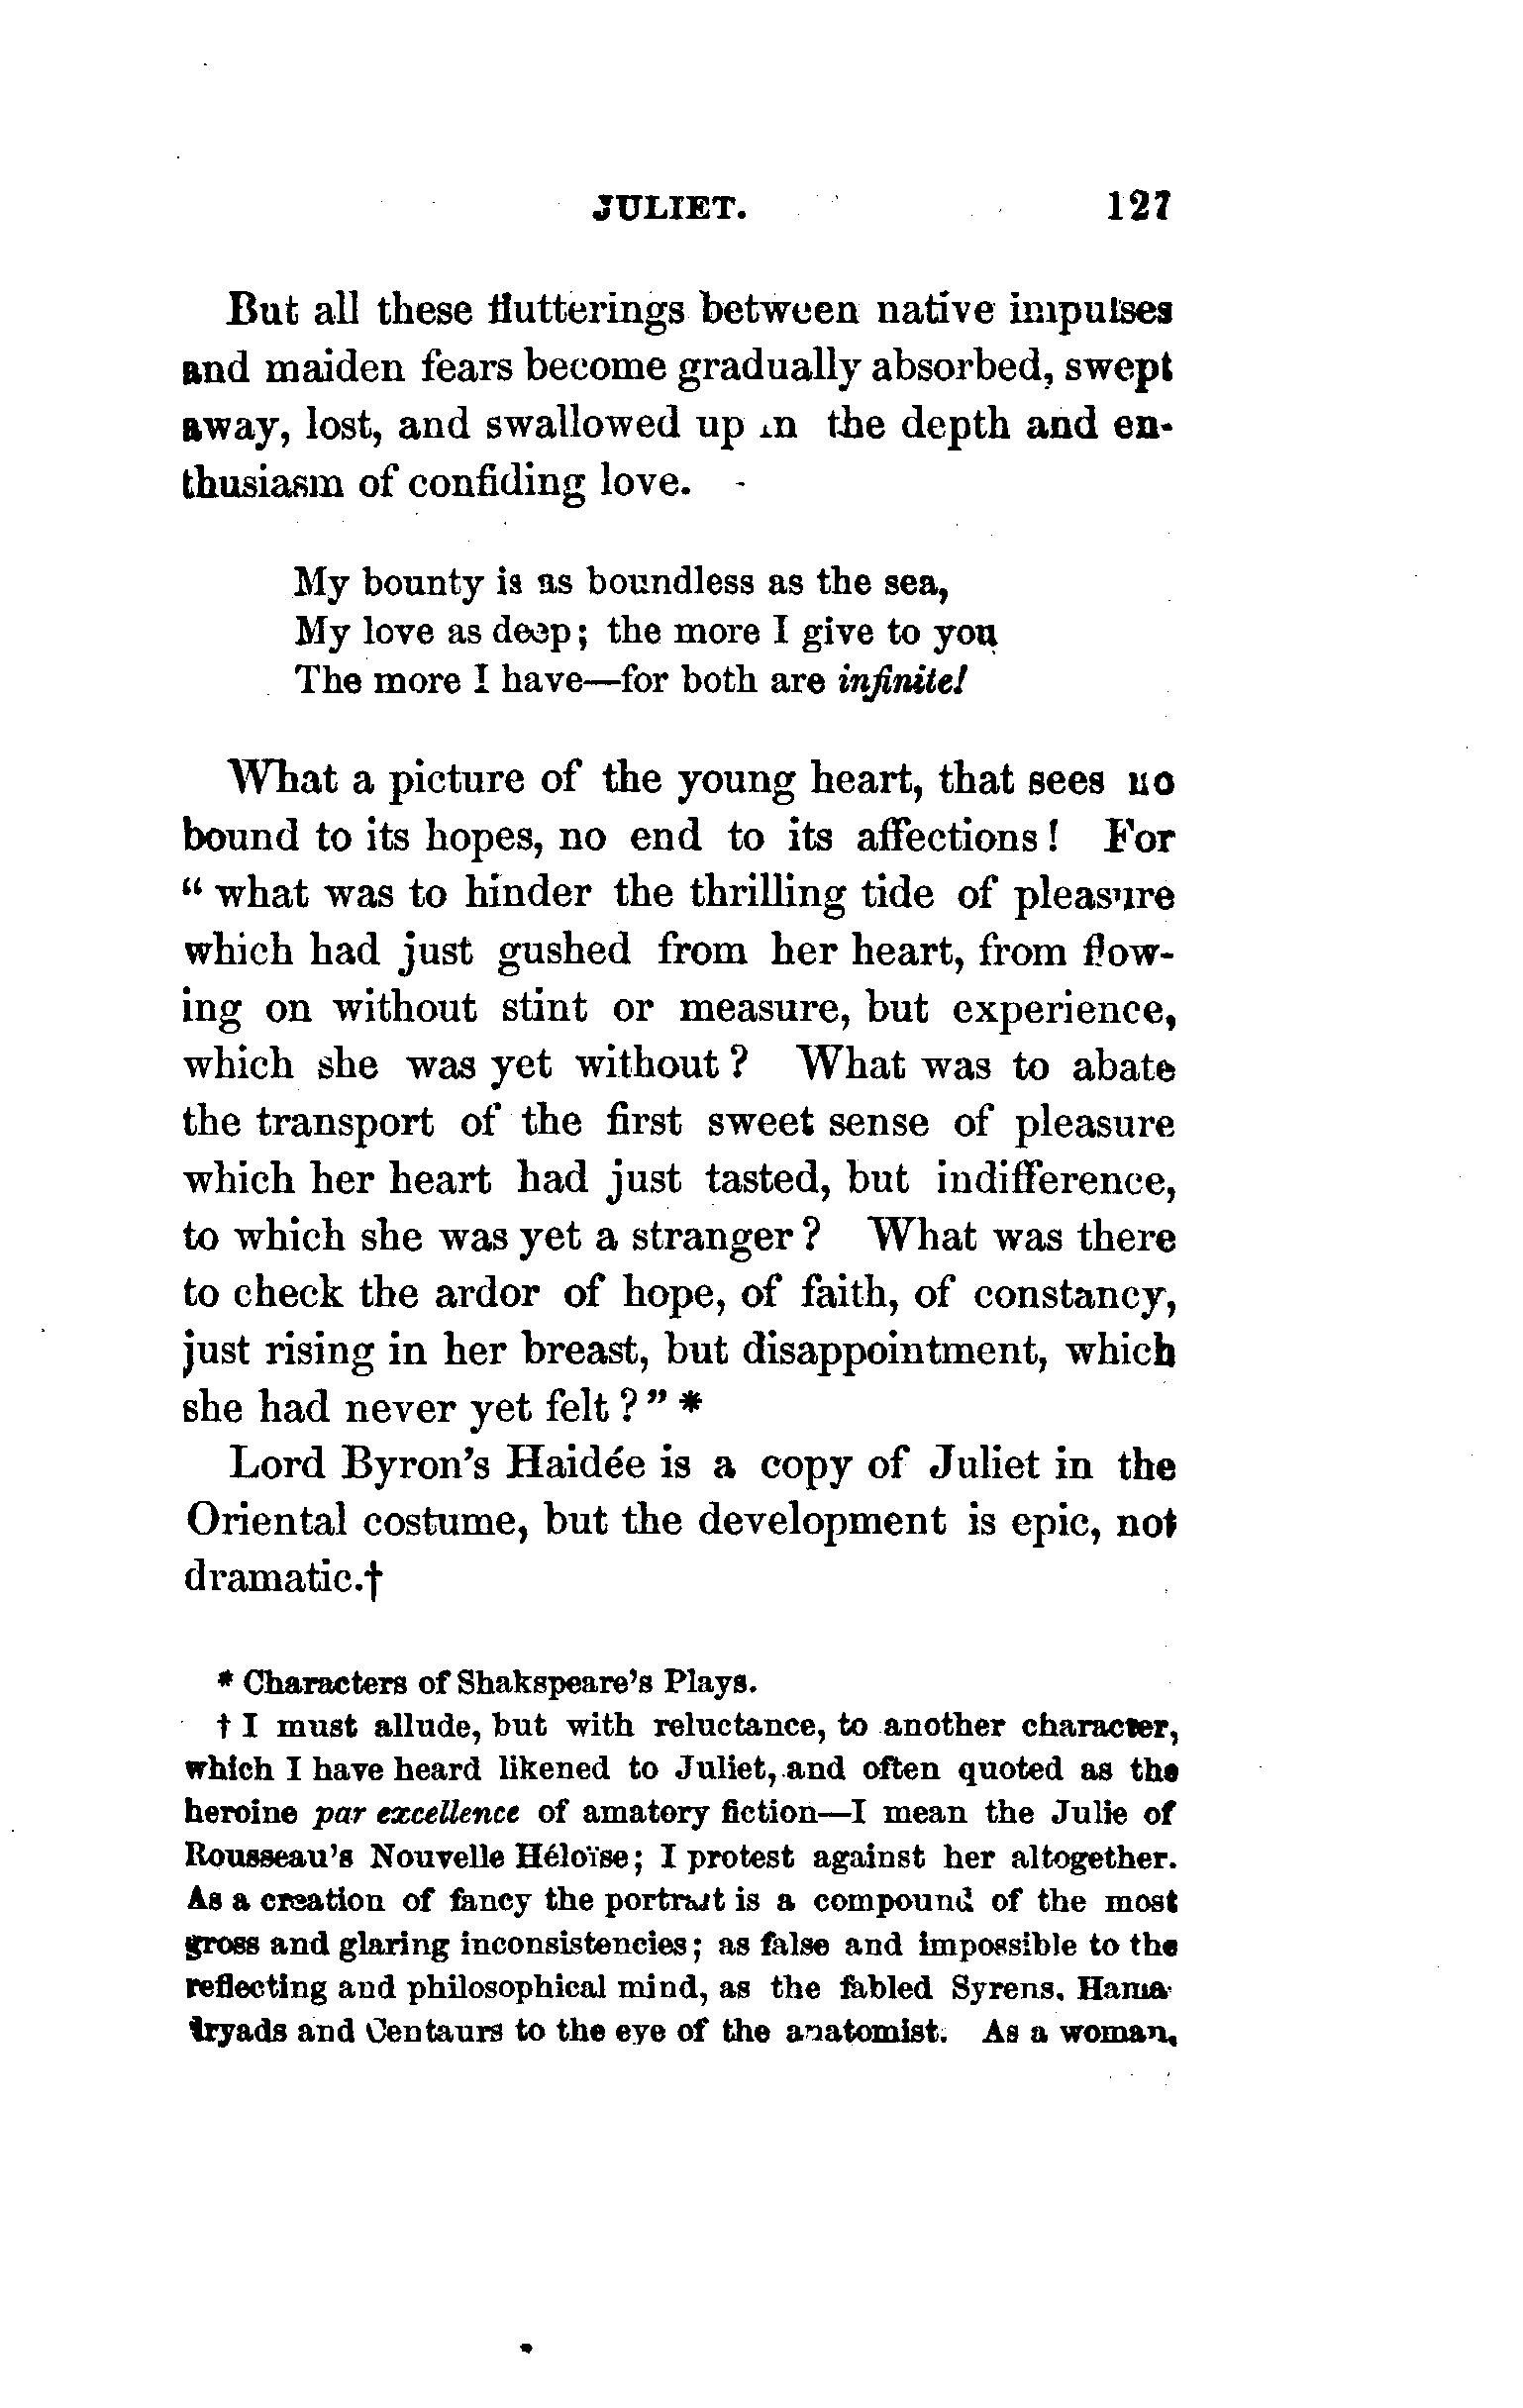 JULIET. 127
But all these flutterings between native impulses
and maiden fears become gradually absorbed, swept
away, lost, and swallowed up in the depth and en-
thusiasm of confiding love.
My bounty is as boundless as the sea,
My love as deep; the more I give to you
The more I have—for both are infinite!
What a picture of the young heart, that sees no
bound to its hopes, no end to its affections! For
“what was to hinder the thrilling tide of pleasure
which had just gushed from her heart, from flow-
ing on without stint or measure, but experience,
which she was yet without? What was to abate
the transport of the first sweet sense of pleasure
which her heart had just tasted, but indifference,
to which she was yet a stranger? What was there
to check the ardor of hope, of faith, of constancy,
just rising in her breast, but disappointment, which
she had never yet felt?”*
Lord Byron’s Haidée is a copy of Juliet in the
Oriental costume, but the development is epic, not
dramatic.†
* Characters of Shakspeare’s Plays.
† I must allude, but with reluctance, to another character,
which I have heard likened to Juliet, and often quoted as the
heroine par excellence of amatory fiction—I mean the Julie of
Rousseau’s Nouvelle Héloïse; I protest against her altogether.
As a creation of fancy the portrait is a compound of the most
gross and glaring inconsistencies; as false and impossible to the
reflecting and philosophical mind, as the fabled Syrens, Hama-
dryads and Centaurs to the eye of the anatomist. As a woman,